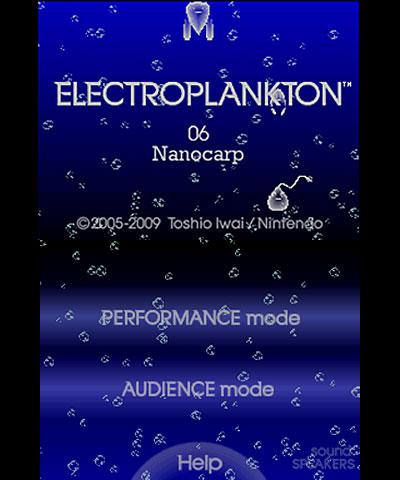 ELECTROPLANKTON™
06
Nanocarp
©2005-2009 Toshio Iwai / Nintendo
PERFORMANCE mode
AUDIENCE mode
Help
sound
SPEAKERS